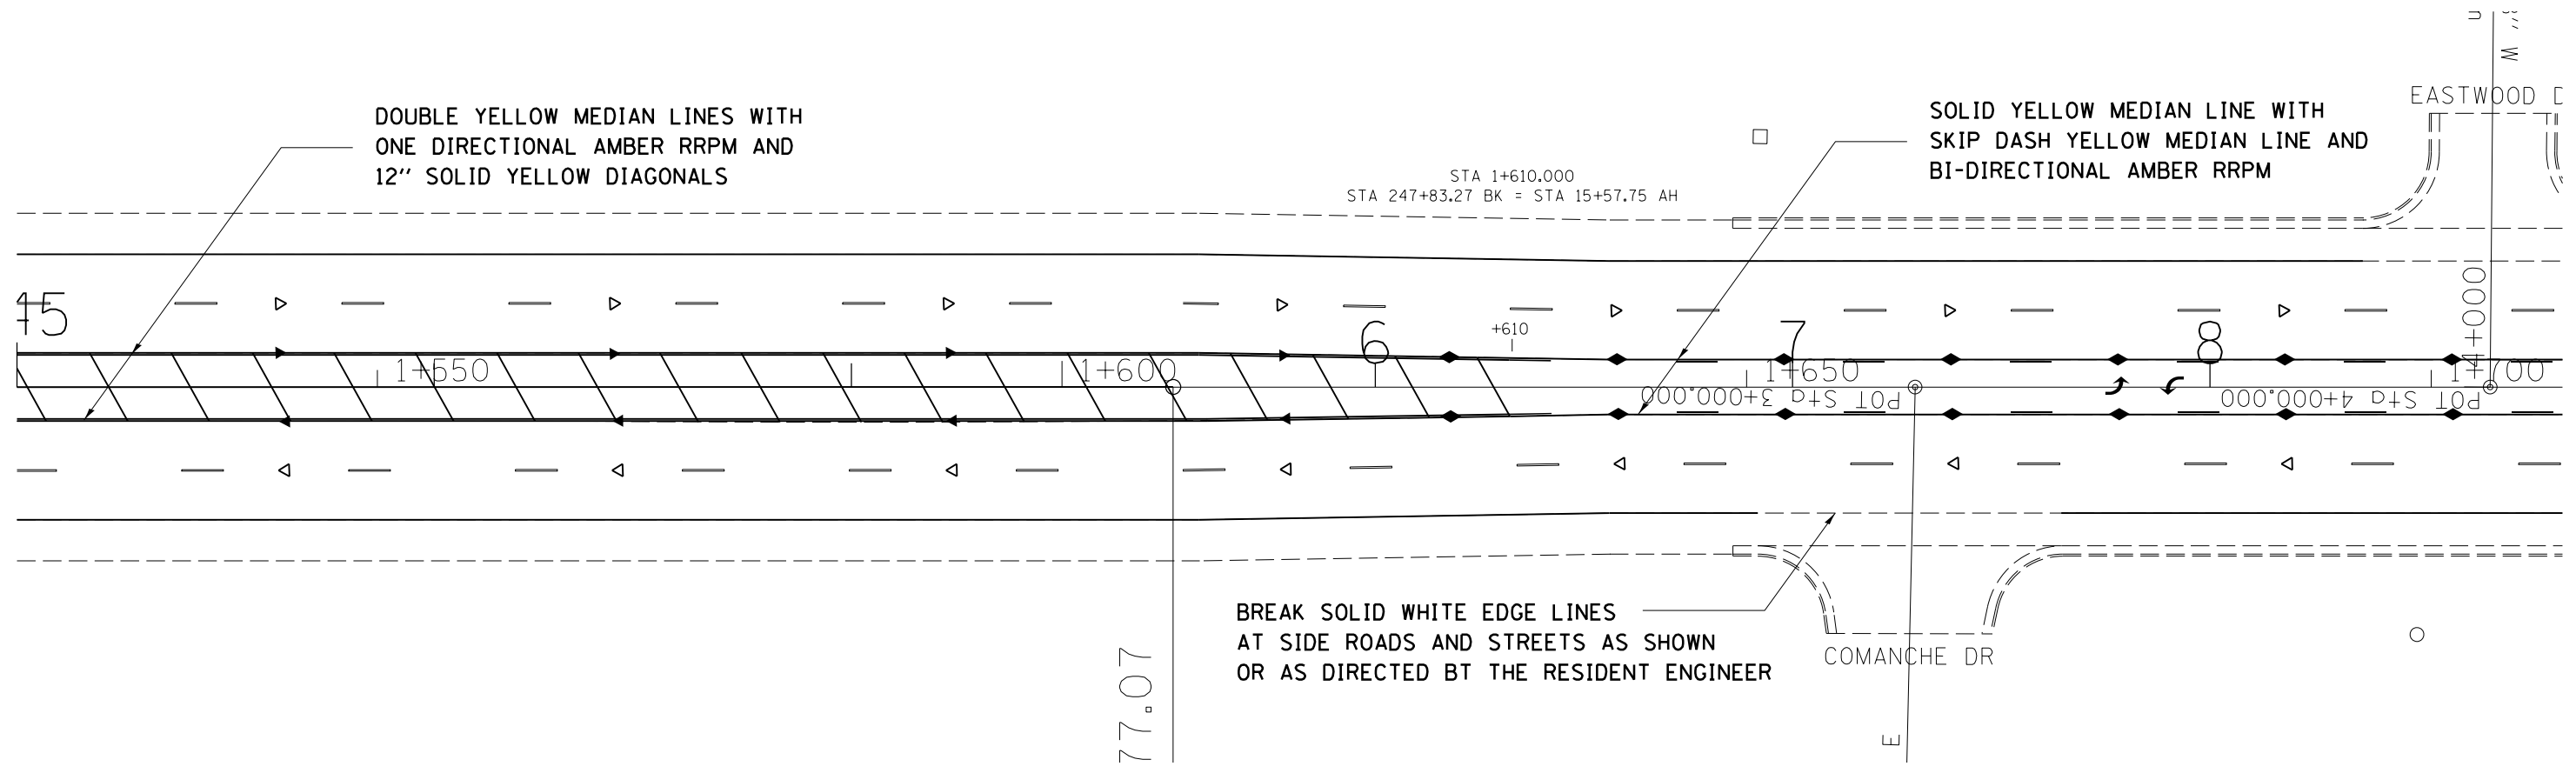 DOUBLE YELLOW MEDIAN LINES WITH
ONE DIRECTIONAL AMBER RRPM AND
12" SOLID YELLOW DIAGONALS
STA 1+610.000
STA 247+83.27 BK = STA 15+57.75 AH
SOLID YELLOW MEDIAN LINE WITH
SKIP DASH YELLOW MEDIAN LINE AND
BI-DIRECTIONAL AMBER RRPM
EASTWOOD D
W
45
+610
6
7
8
1+550
1+600
1+650
1+700
4+000
POT Sta 3+000.000
POT Sta 4+000.000
BREAK SOLID WHITE EDGE LINES
AT SIDE ROADS AND STREETS AS SHOWN
OR AS DIRECTED BT THE RESIDENT ENGINEER
COMANCHE DR
77.07
E